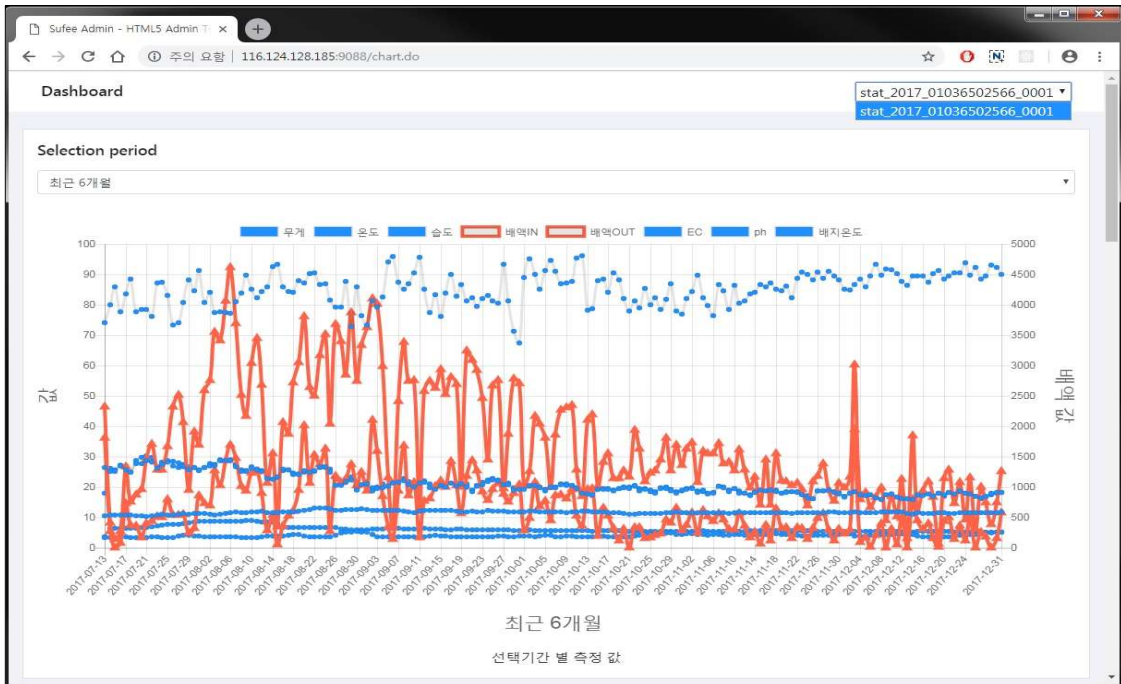 Sufee Admin - HTML5 Admin T
주의 요함 | 116.124.128.185:9088/chart.do
Dashboard
stat_2017_01036502566_0001
stat_2017_01036502566_0001
Selection period
최근 6개월
무게 온도 습도 배액IN 배액OUT EC ph 배지온도
100 90 80 70 60 50 40 30 20 10 0
값
5000 4500 4000 3500 3000 2500 2000 1500 1000 500 0
배액 값
2017-07-13 2017-07-17 2017-07-21 2017-07-25 2017-07-29 2017-08-02 2017-08-06 2017-08-10 2017-08-14 2017-08-18 2017-08-22 2017-08-26 2017-08-30 2017-09-03 2017-09-07 2017-09-11 2017-09-15 2017-09-19 2017-09-23 2017-09-27 2017-10-01 2017-10-05 2017-10-09 2017-10-13 2017-10-17 2017-10-21 2017-10-25 2017-10-29 2017-11-02 2017-11-06 2017-11-10 2017-11-14 2017-11-18 2017-11-22 2017-11-26 2017-11-30 2017-12-04 2017-12-08 2017-12-12 2017-12-16 2017-12-20 2017-12-24 2017-12-31
최근 6개월
선택기간 별 측정 값